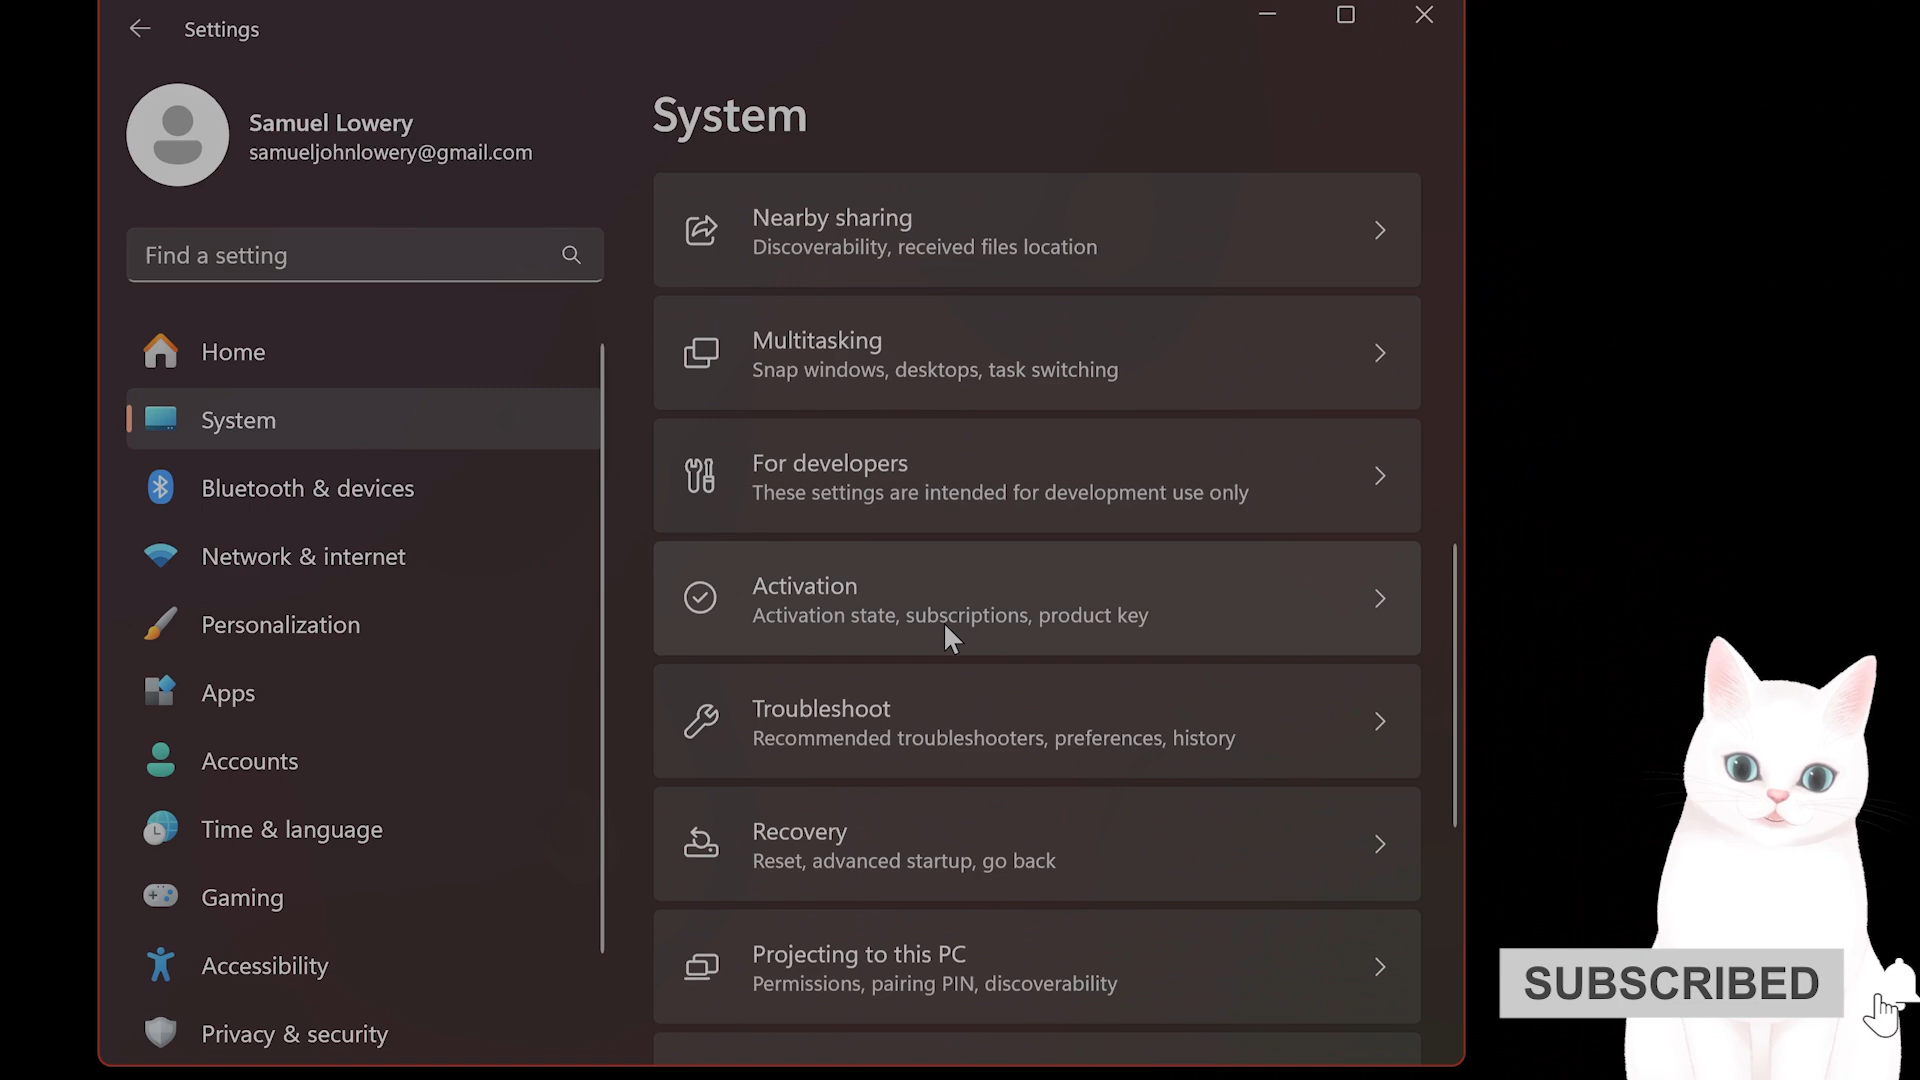 Settings
Samuel Lowery
samueljohnlowery@gmail.com
Find a setting
Home
System
Bluetooth & devices
Network & internet
Personalization
Apps
Accounts
Time & language
Gaming
Accessibility
Privacy & security
System
Nearby sharing
Discoverability, received files location
Multitasking
Snap windows, desktops, task switching
For developers
These settings are intended for development use only
Activation
Activation state, subscriptions, product key
Troubleshoot
Recommended troubleshooters, preferences, history
Recovery
Reset, advanced startup, go back
Projecting to this PC
Permissions, pairing PIN, discoverability
SUBSCRIBED